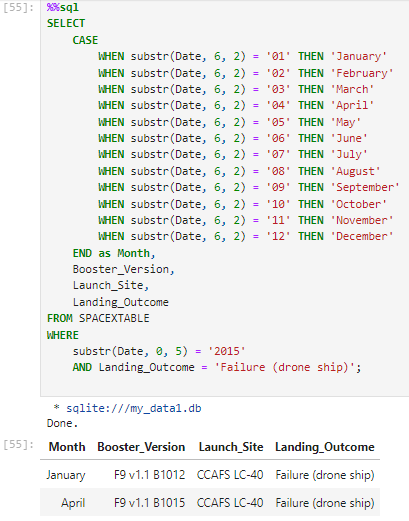 [55]: %%sql
SELECT
CASE
WHEN substr(Date, 6, 2) = '01' THEN 'January'
WHEN substr(Date, 6, 2) = '02' THEN 'February'
WHEN substr(Date, 6, 2) = '03' THEN 'March'
WHEN substr(Date, 6, 2) = '04' THEN 'April'
WHEN substr(Date, 6, 2) = '05' THEN 'May'
WHEN substr(Date, 6, 2) = '06' THEN 'June'
WHEN substr(Date, 6, 2) = '07' THEN 'July'
WHEN substr(Date, 6, 2) = '08' THEN 'August'
WHEN substr(Date, 6, 2) = '09' THEN 'September'
WHEN substr(Date, 6, 2) = '10' THEN 'October'
WHEN substr(Date, 6, 2) = '11' THEN 'November'
WHEN substr(Date, 6, 2) = '12' THEN 'December'
END as Month,
Booster_Version,
Launch_Site,
Landing_Outcome
FROM SPACEXTABLE
WHERE
substr(Date, 0, 5) = '2015'
AND Landing_Outcome = 'Failure (drone ship)';
* sqlite:///my_data1.db
Done.
[55]: Month Booster_Version Launch_Site Landing_Outcome
January F9 v1.1 B1012 CCAFS LC-40 Failure (drone ship)
April F9 v1.1 B1015 CCAFS LC-40 Failure (drone ship)